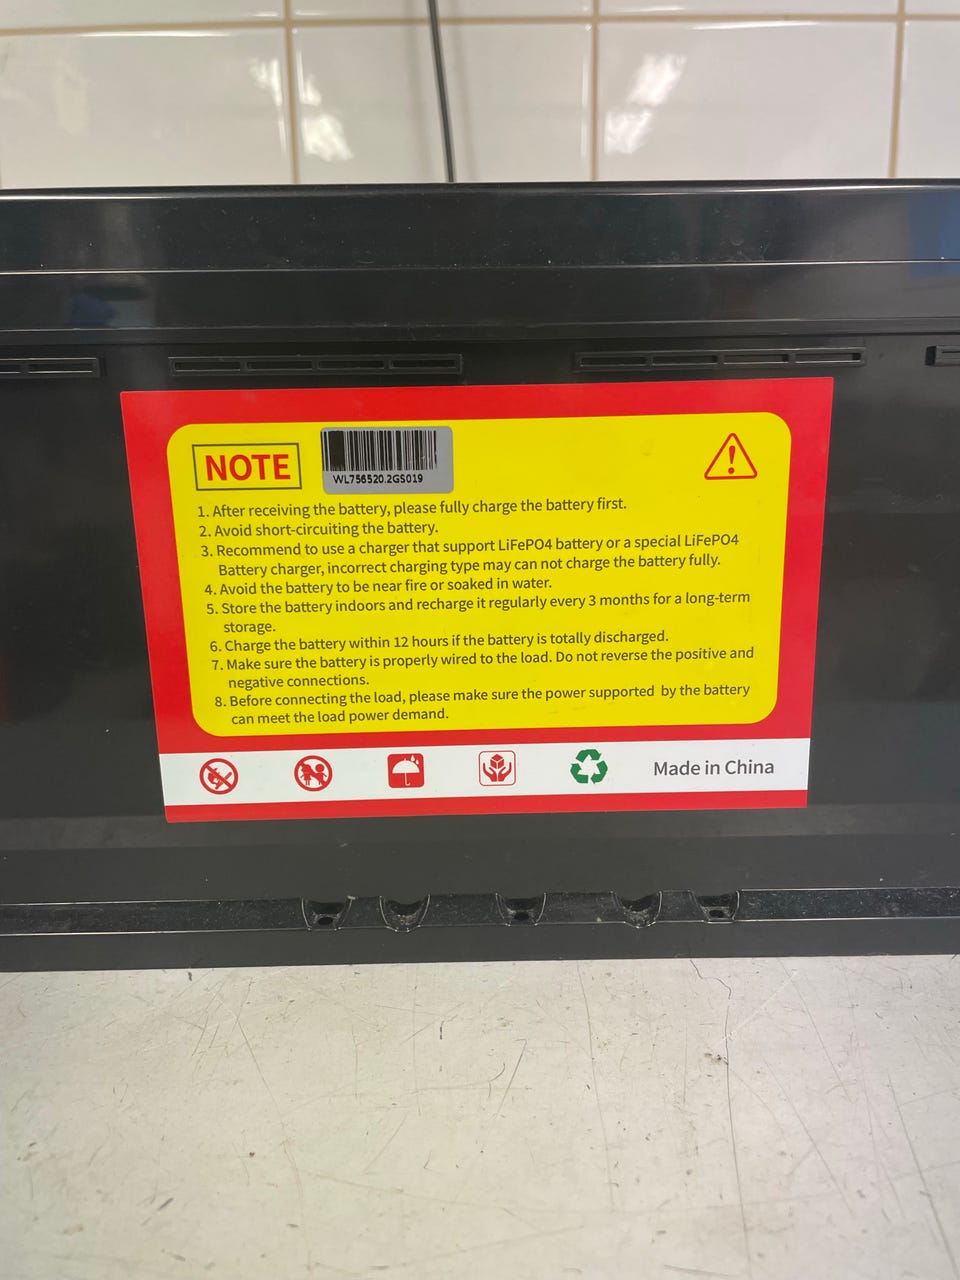 NOTE
WL756520.2GS019
1. After receiving the battery, please fully charge the battery first.
2. Avoid short-circuiting the battery.
3. Recommend to use a charger that support LiFePO4 battery or a special LiFePO4
Battery charger, incorrect charging type may can not charge the battery fully.
4. Avoid the battery to be near fire or soaked in water.
5. Store the battery indoors and recharge it regularly every 3 months for a long-term
storage.
6. Charge the battery within 12 hours if the battery is totally discharged.
7. Make sure the battery is properly wired to the load. Do not reverse the positive and
negative connections.
8. Before connecting the load, please make sure the power supported by the battery
can meet the load power demand.
Made in China